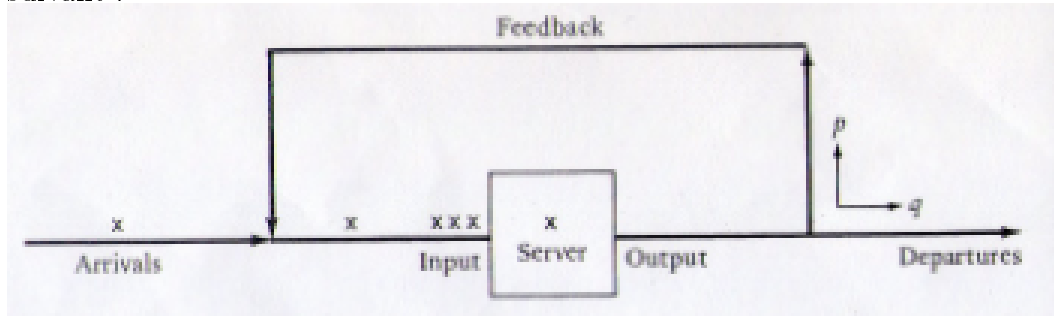 Feedback
p
q
x x x x x x
Arrivals Input Server Output Departures